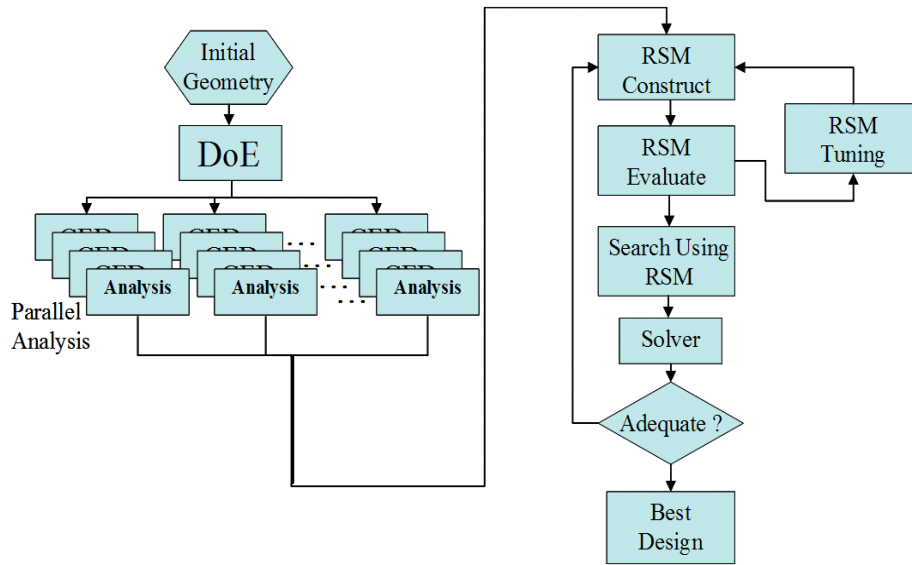 Initial
Geometry
DoE
Analysis
Analysis
Analysis
Parallel
Analysis
RSM
Construct
RSM
Evaluate
RSM
Tuning
Search Using
RSM
Solver
Adequate ?
Best
Design